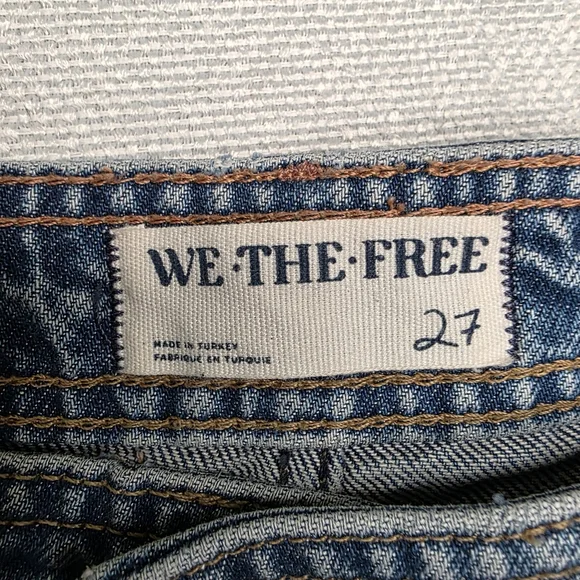 WE·THE·FREE
27
MADE IN TURKEY
FABRIQUE EN TURQUIE